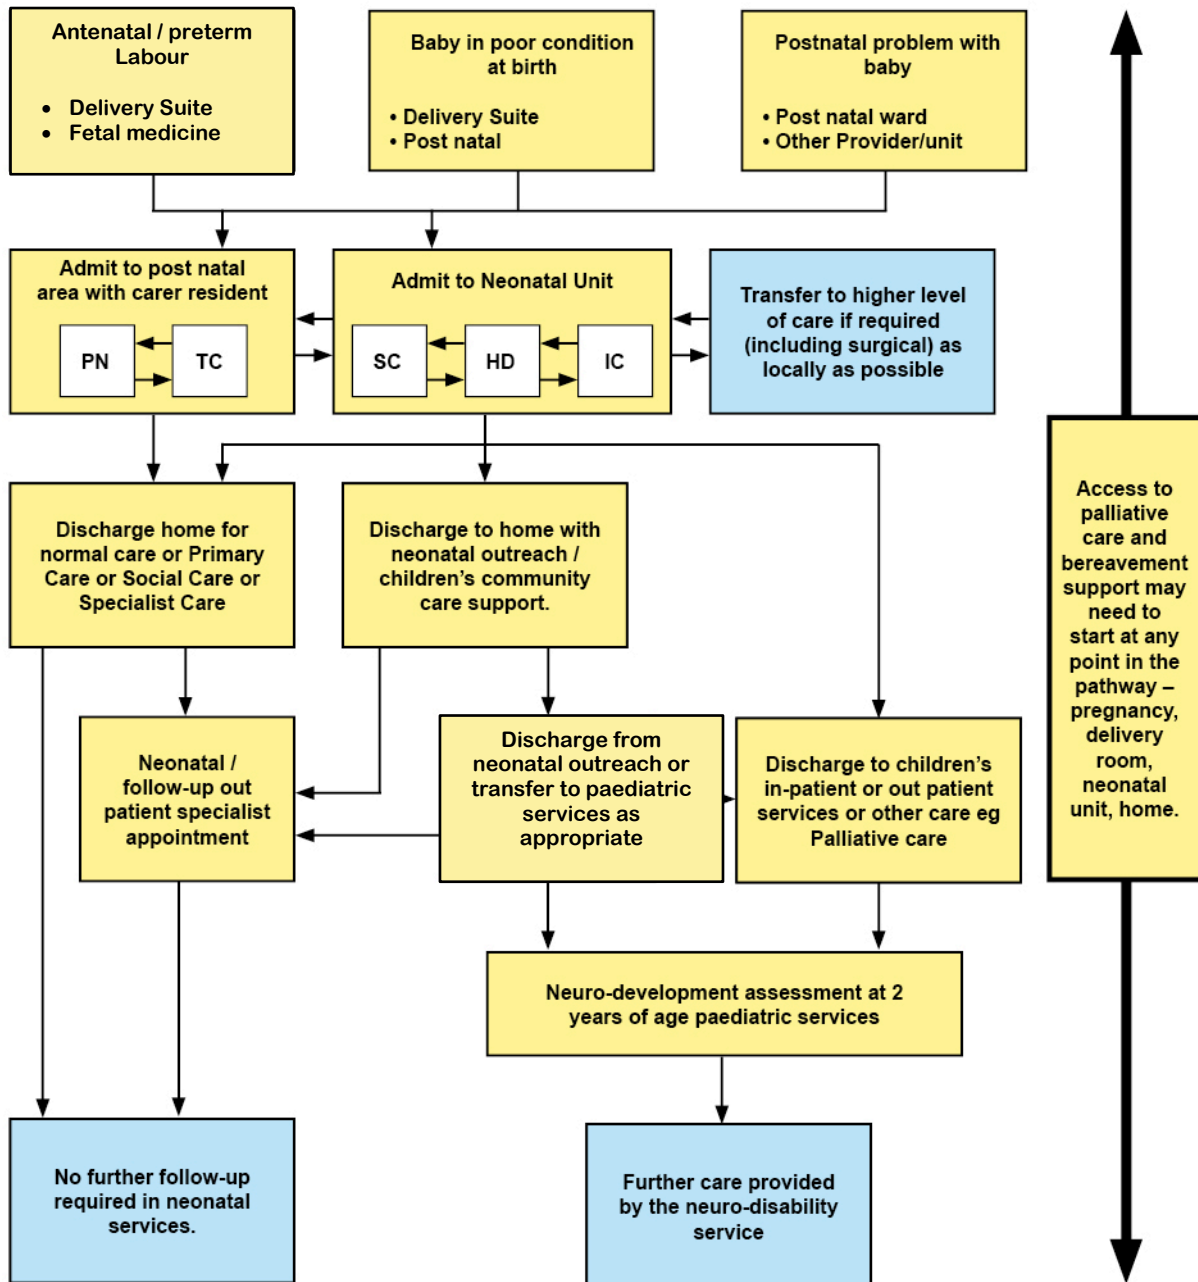 Antenatal / preterm
Labour
• Delivery Suite
• Fetal medicine
Baby in poor condition
at birth
• Delivery Suite
• Post natal
Postnatal problem with
baby
• Post natal ward
• Other Provider/unit
Admit to post natal
area with carer resident
PN
TC
Admit to Neonatal Unit
SC
HD
IC
Transfer to higher level
of care if required
(including surgical) as
locally as possible
Discharge home for
normal care or Primary
Care or Social Care or
Specialist Care
Discharge to home with
neonatal outreach /
children’s community
care support.
Neonatal /
follow-up out
patient specialist
appointment
Discharge from
neonatal outreach or
transfer to paediatric
services as
appropriate
Discharge to children’s
in-patient or out patient
services or other care eg
Palliative care
Neuro-development assessment at 2
years of age paediatric services
No further follow-up
required in neonatal
services.
Further care provided
by the neuro-disability
service
Access to
palliative
care and
bereavement
support may
need to
start at any
point in the
pathway –
pregnancy,
delivery
room,
neonatal
unit, home.